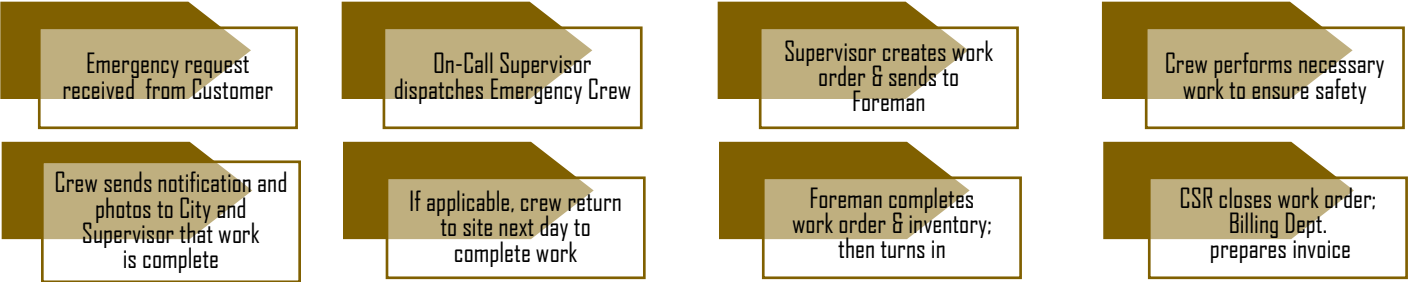 Emergency request
received from Customer
On-Call Supervisor
dispatches Emergency Crew
Supervisor creates work
order & sends to
Foreman
Crew performs necessary
work to ensure safety
Crew sends notification and
photos to City and
Supervisor that work
is complete
If applicable, crew return
to site next day to
complete work
Foreman completes
work order & inventory;
then turns in
CSR closes work order;
Billing Dept.
prepares invoice